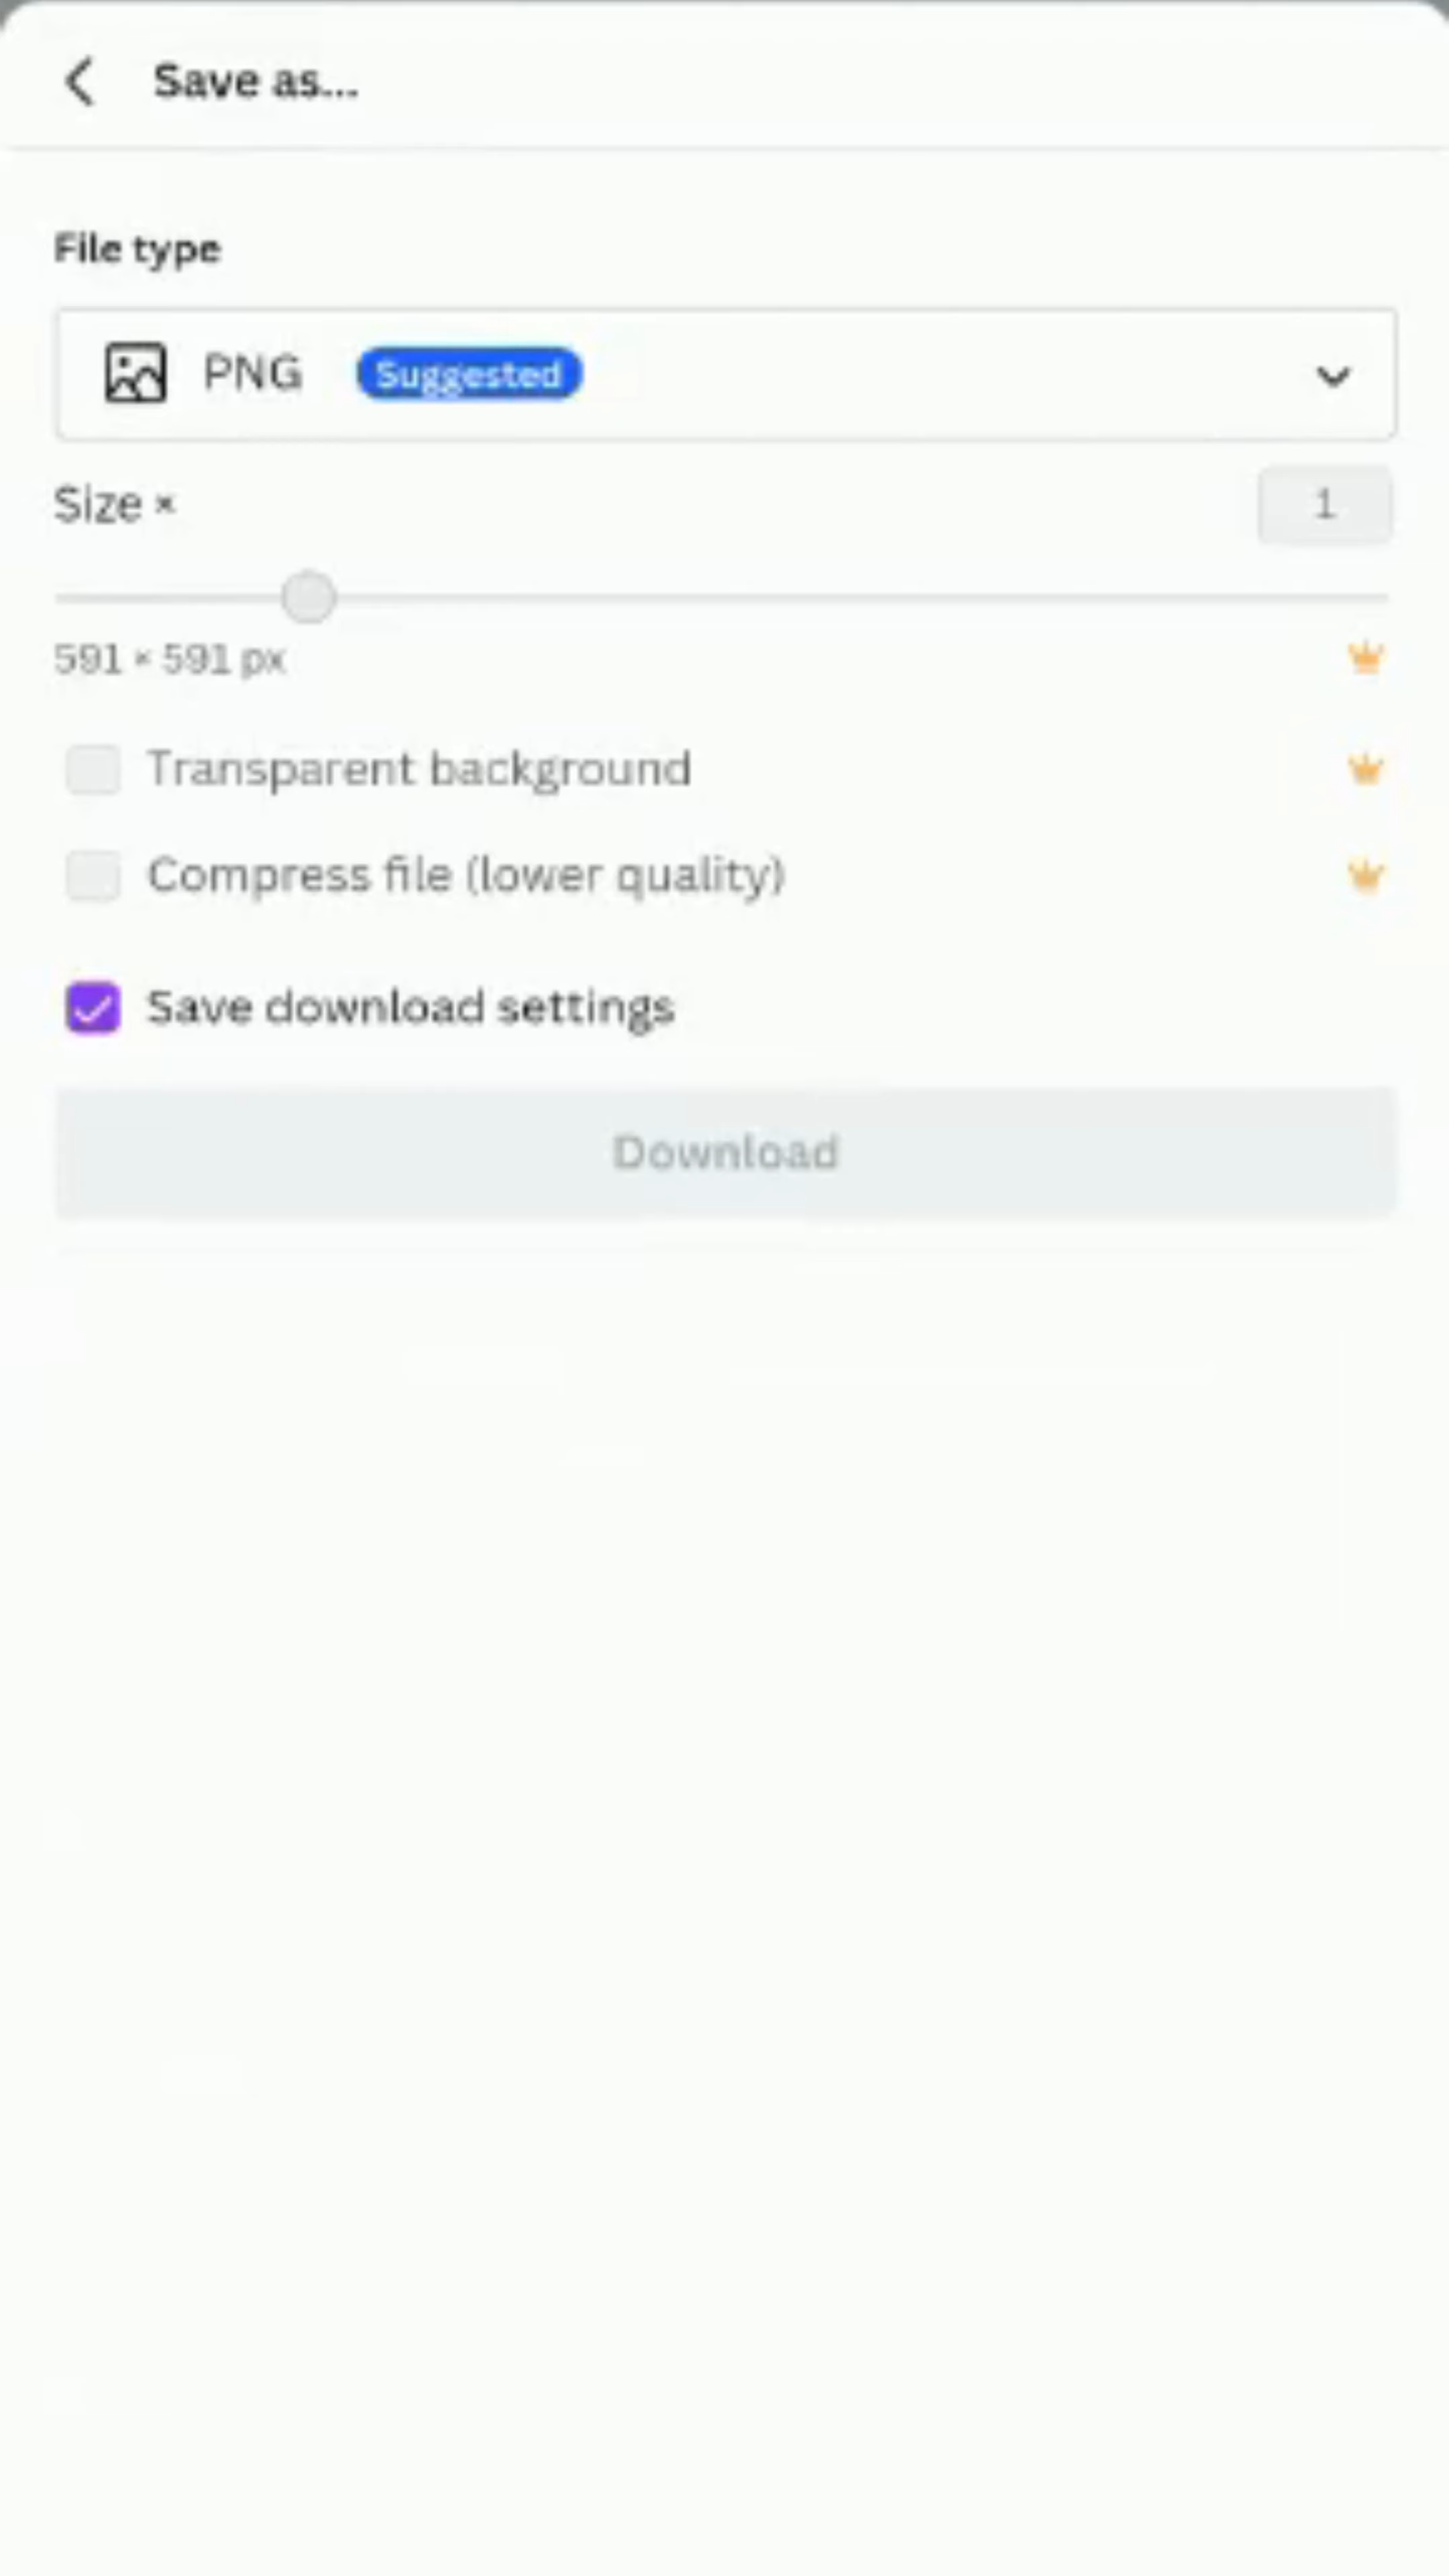 Save as...
File type
PNG Suggested
Size × 1
591 × 591 px
Transparent background
Compress file (lower quality)
Save download settings
Download